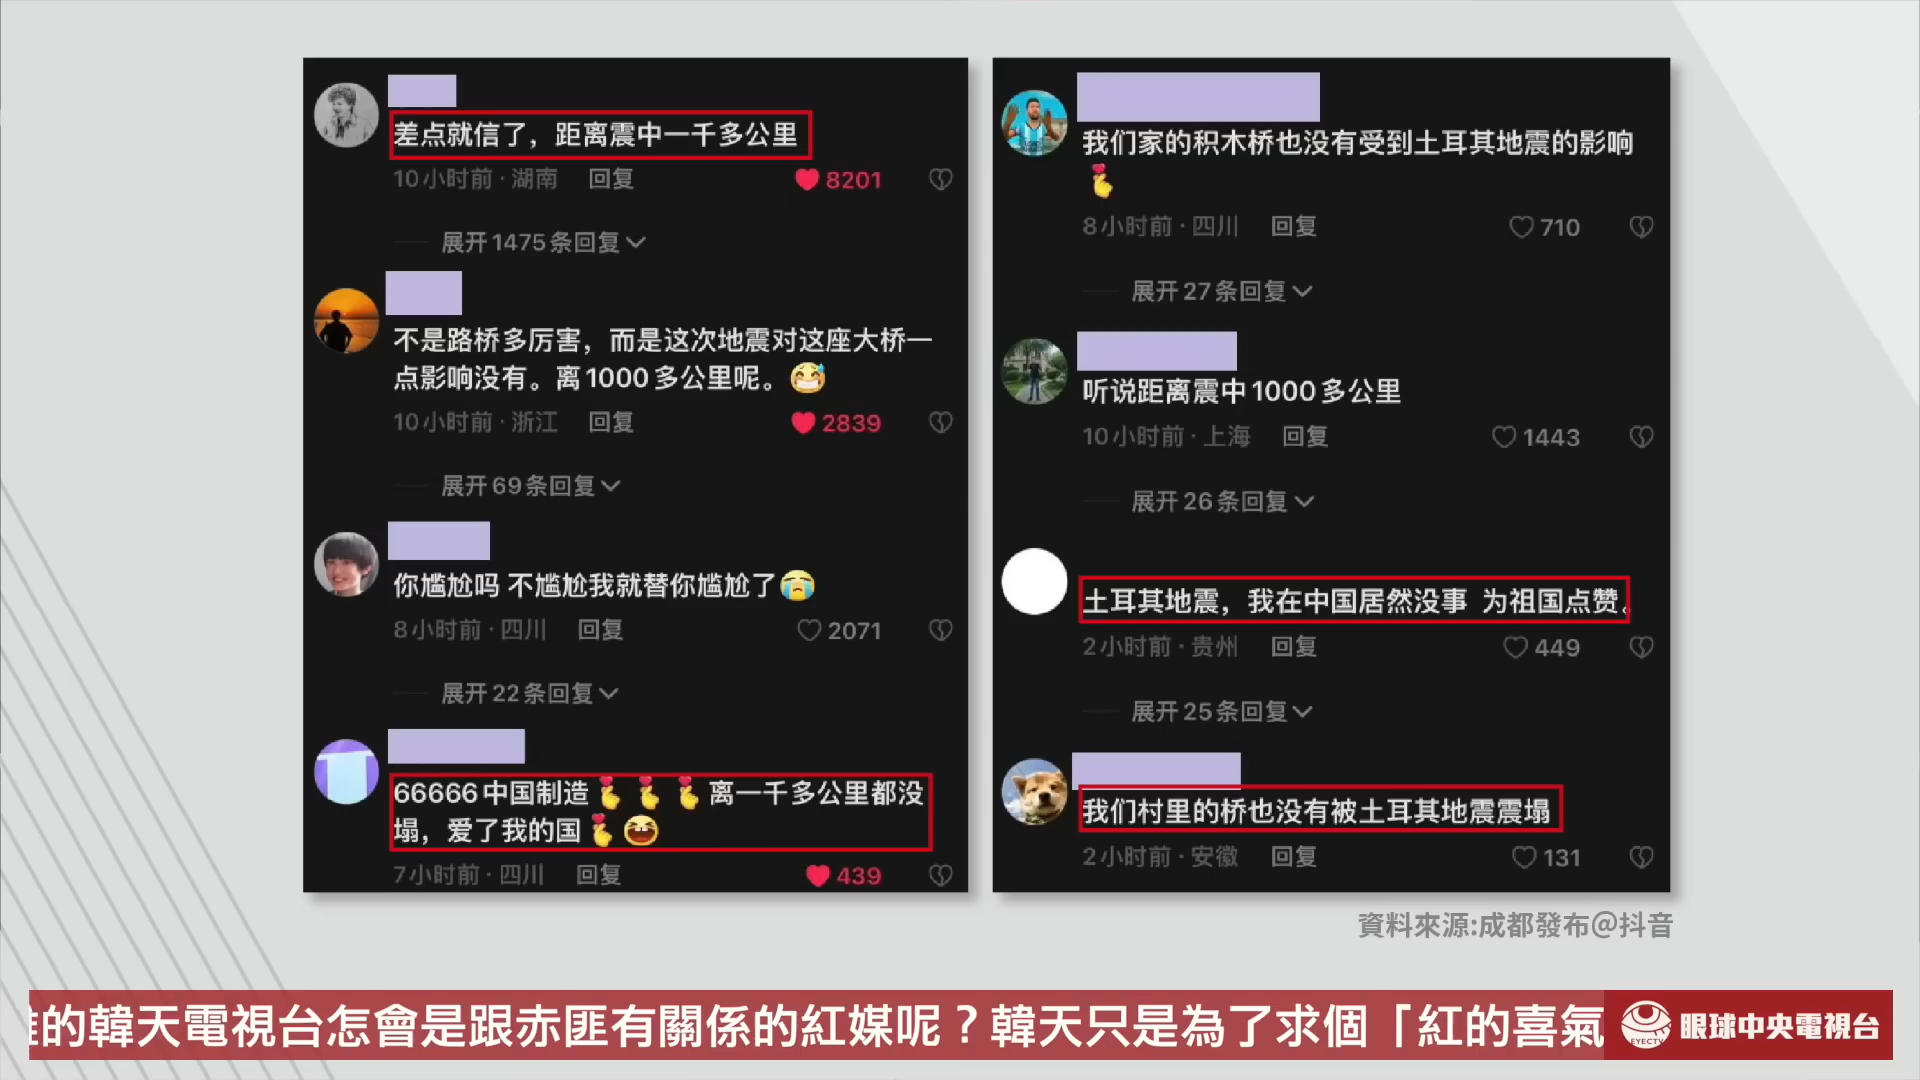 差点就信了，距离震中一千多公里
10小时前·湖南 回复 8201
展开1475条回复
不是路桥多厉害，而是这次地震对这座大桥一
点影响没有。离1000多公里呢。😅
10小时前·浙江 回复 2839
展开69条回复
你尴尬吗 不尴尬我就替你尴尬了😭
8小时前·四川 回复 2071
展开22条回复
66666中国制造🫰🫰🫰离一千多公里都没
塌，爱了我的国🫰😆
7小时前·四川 回复 439
我们家的积木桥也没有受到土耳其地震的影响
🫰
8小时前·四川 回复 710
展开27条回复
听说距离震中1000多公里
10小时前·上海 回复 1443
展开26条回复
土耳其地震，我在中国居然没事 为祖国点赞。
2小时前·贵州 回复 449
展开25条回复
我们村里的桥也没有被土耳其地震震塌
2小时前·安徽 回复 131
資料來源:成都發布@抖音
的韓天電視台怎會是跟赤匪有關係的紅媒呢？韓天只是為了求個「紅的喜氣
EYECTV
眼球中央電視台